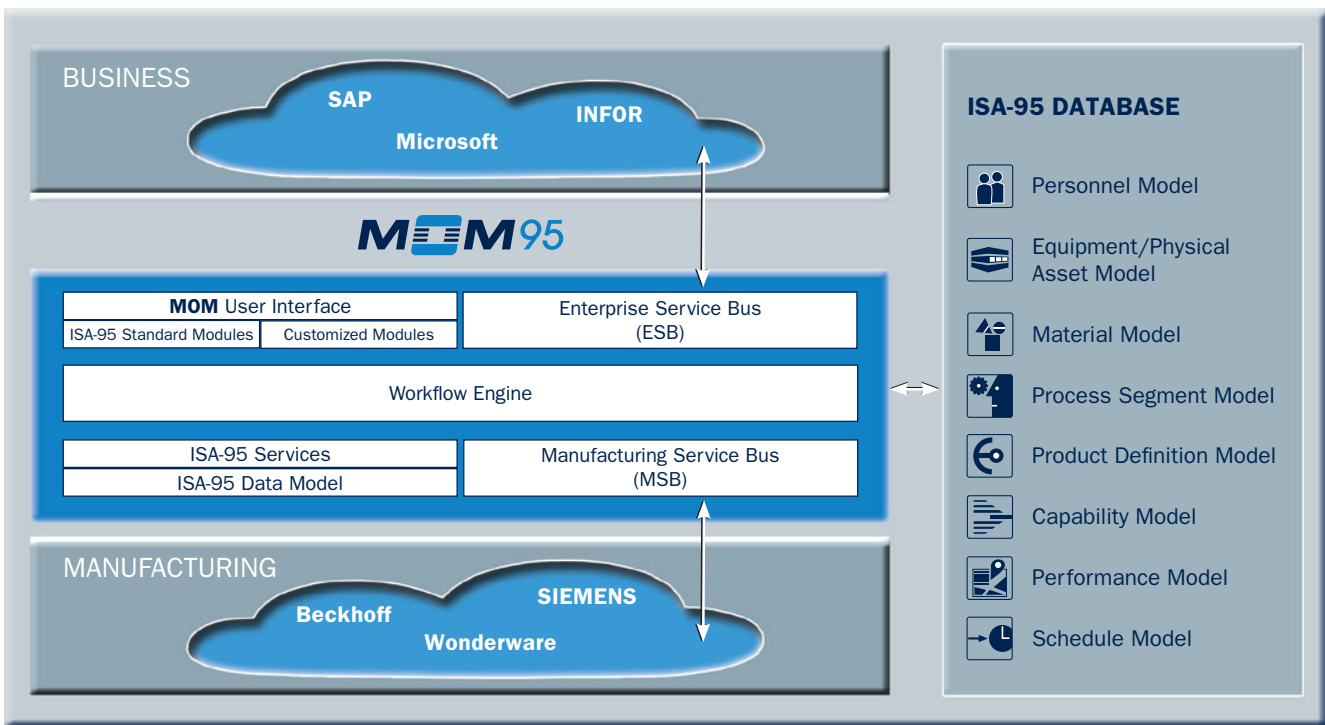 BUSINESS
SAP
INFOR
Microsoft
MOM95
MOM User Interface
ISA-95 Standard Modules
Customized Modules
Enterprise Service Bus
(ESB)
Workflow Engine
ISA-95 Services
ISA-95 Data Model
Manufacturing Service Bus
(MSB)
MANUFACTURING
SIEMENS
Beckhoff
Wonderware
ISA-95 DATABASE
Personnel Model
Equipment/Physical
Asset Model
Material Model
Process Segment Model
Product Definition Model
Capability Model
Performance Model
Schedule Model